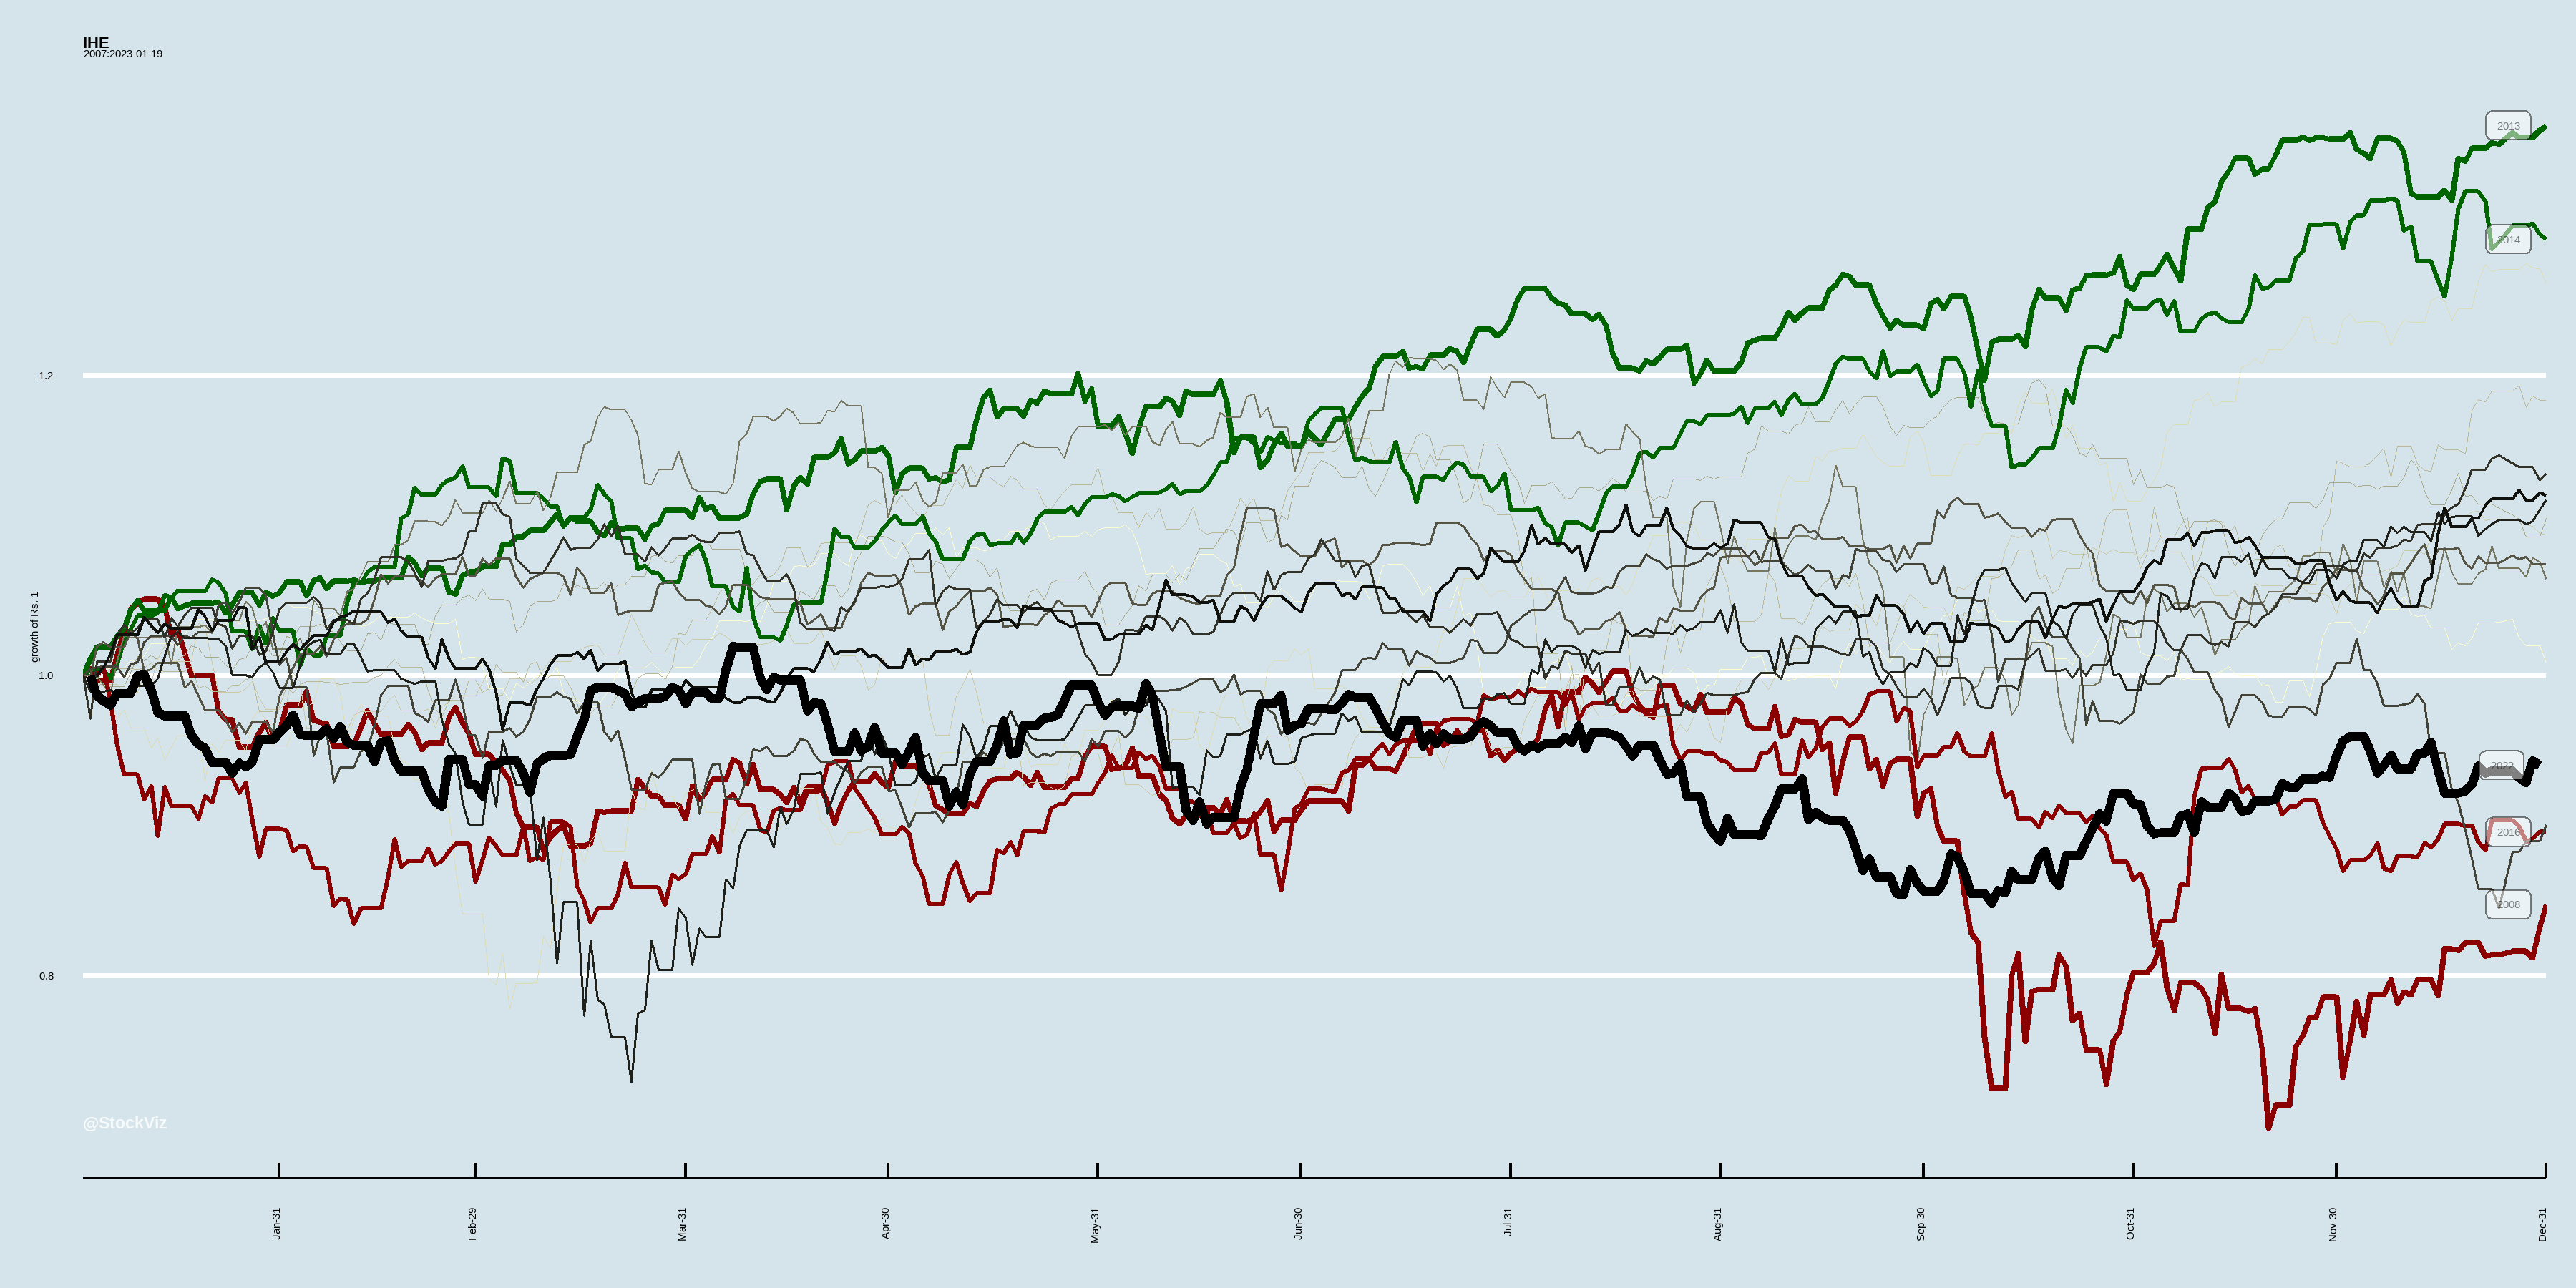 IHE
2007:2023-01-19
2013
2014
1.2
growth of Rs. 1
1.0
2022
2016
2008
0.8
@StockViz
Jan-31
Feb-29
Mar-31
Apr-30
May-31
Jun-30
Jul-31
Aug-31
Sep-30
Oct-31
Nov-30
Dec-31